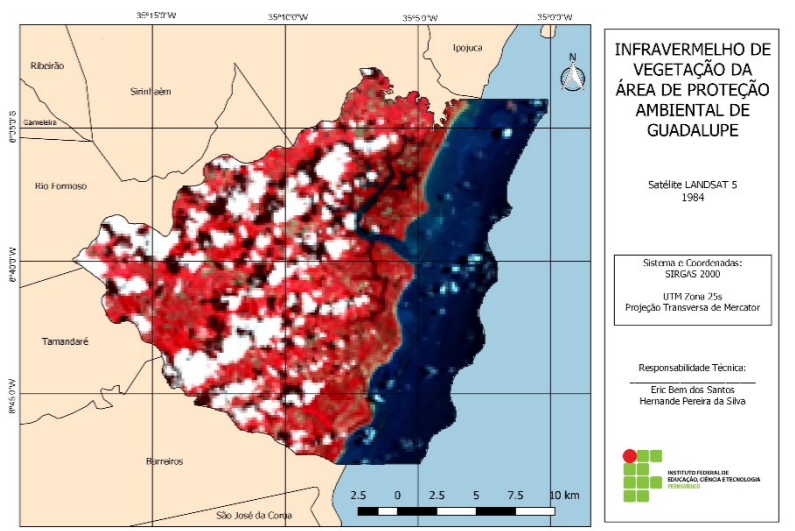 35°15'0"W 35°10'0"W 35°5'0"W 35°0'0"W
Ipojuca
N
Ribeirão
Sirinhaém
Gameleira
8°35'0"S
Rio Formoso
8°40'0"W
Tamandaré
8°45'0"W
Barreiros
São José da Coroa
2.5 0 2.5 5 7.5 10 km
INFRAVERMELHO DE
VEGETAÇÃO DA
ÁREA DE PROTEÇÃO
AMBIENTAL DE
GUADALUPE
Satélite LANDSAT 5
1984
Sistema e Coordenadas:
SIRGAS 2000
UTM Zona 25s
Projeção Transversa de Mercator
Responsabilidade Técnica:
Eric Bem dos Santos
Hernande Pereira da Silva
INSTITUTO FEDERAL DE
EDUCAÇÃO, CIÊNCIA E TECNOLOGIA
PERNAMBUCO